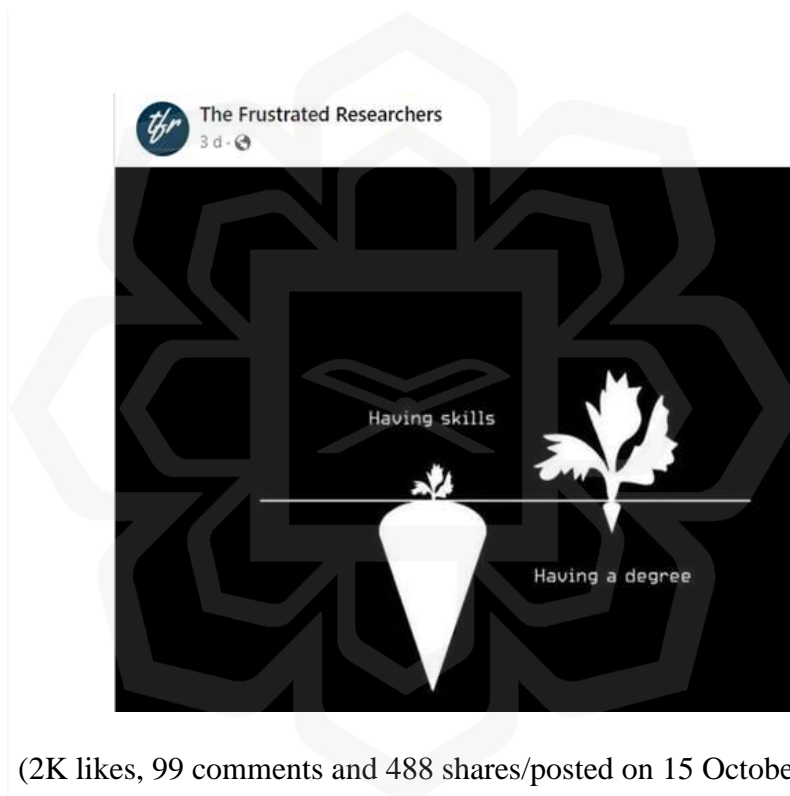 tfr
The Frustrated Researchers
3 d ·
Having skills
Having a degree
(2K likes, 99 comments and 488 shares/posted on 15 Octobe